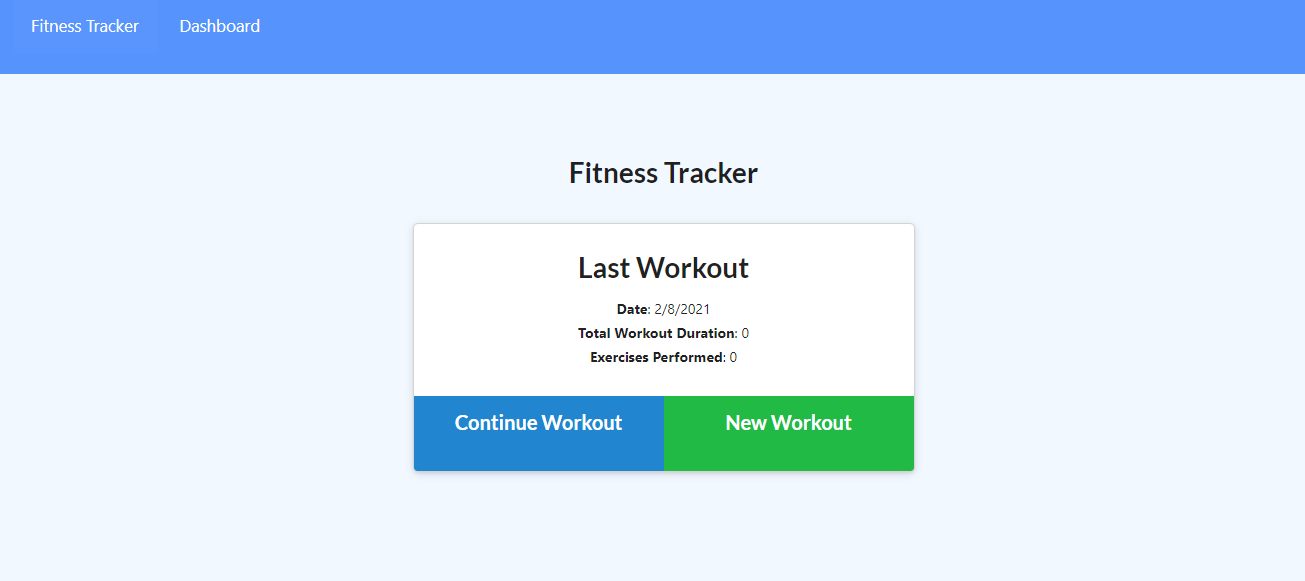 Fitness Tracker Dashboard
Fitness Tracker
Last Workout
Date: 2/8/2021
Total Workout Duration: 0
Exercises Performed: 0
Continue Workout New Workout